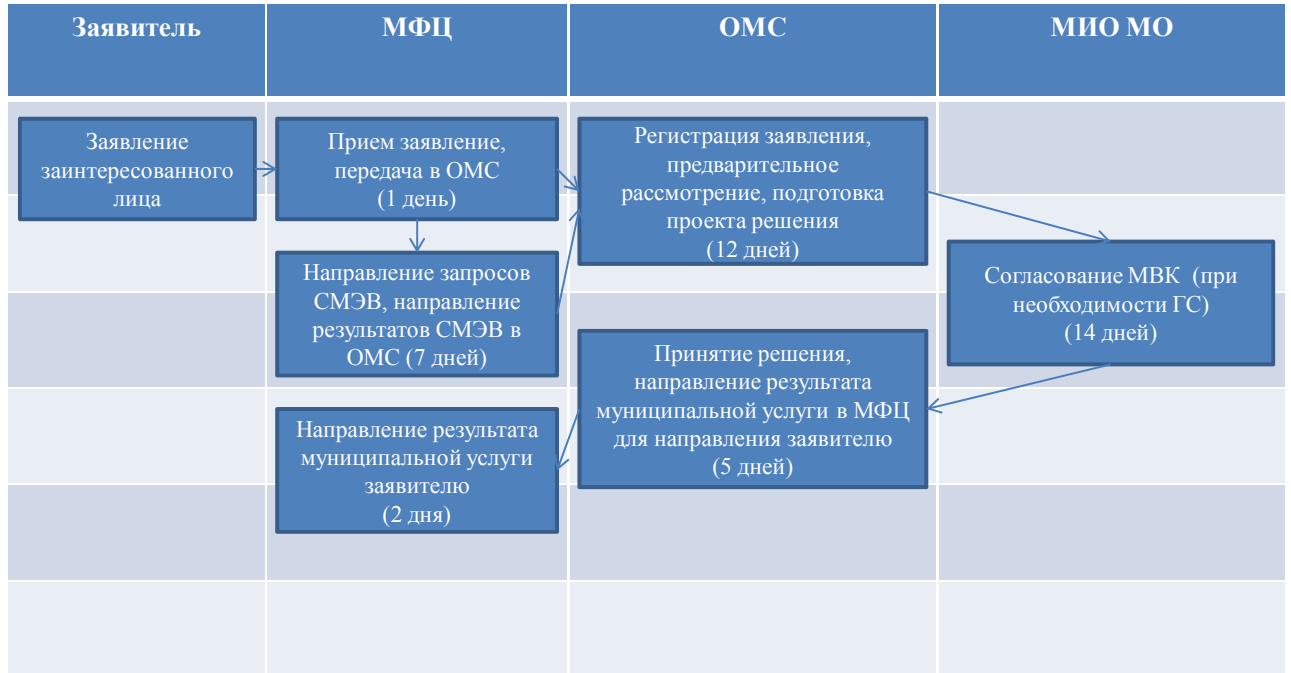 Заявитель
МФЦ
ОМС
МИО МО
Заявление
заинтересованного
лица
Прием заявление,
передача в ОМС
(1 день)
Регистрация заявления,
предварительное
рассмотрение, подготовка
проекта решения
(12 дней)
Направление запросов
СМЭВ, направление
результатов СМЭВ в
ОМС (7 дней)
Согласование МВК (при
необходимости ГС)
(14 дней)
Принятие решения,
направление результата
муниципальной услуги в МФЦ
для направления заявителю
(5 дней)
Направление результата
муниципальной услуги
заявителю
(2 дня)